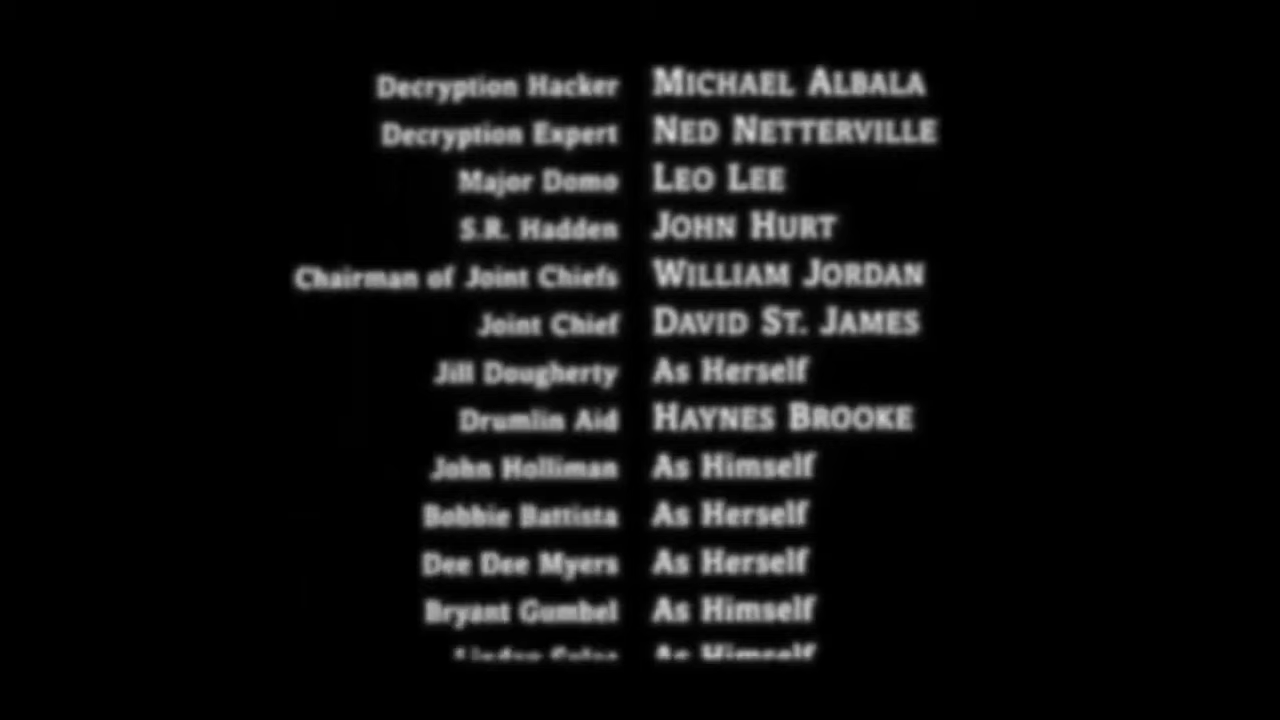 Decryption Hacker MICHAEL ALBALA
Decryption Expert NED NETTERVILLE
Major Domo LEO LEE
S.R. Hadden JOHN HURT
Chairman of Joint Chiefs WILLIAM JORDAN
Joint Chief DAVID ST. JAMES
Jill Dougherty As Herself
Drumlin Aid HAYNES BROOKE
John Holliman As Himself
Bobbie Battista As Herself
Dee Dee Myers As Herself
Bryant Gumbel As Himself
As Himself